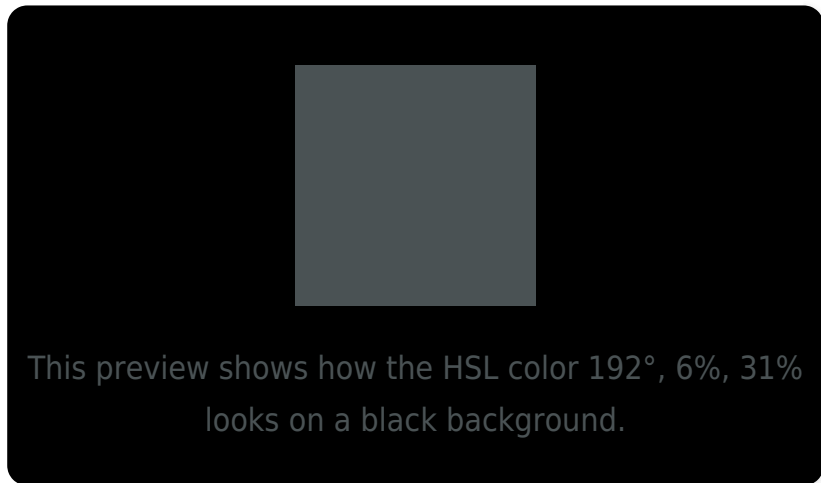 This preview shows how the HSL color 192°, 6%, 31%
looks on a black background.